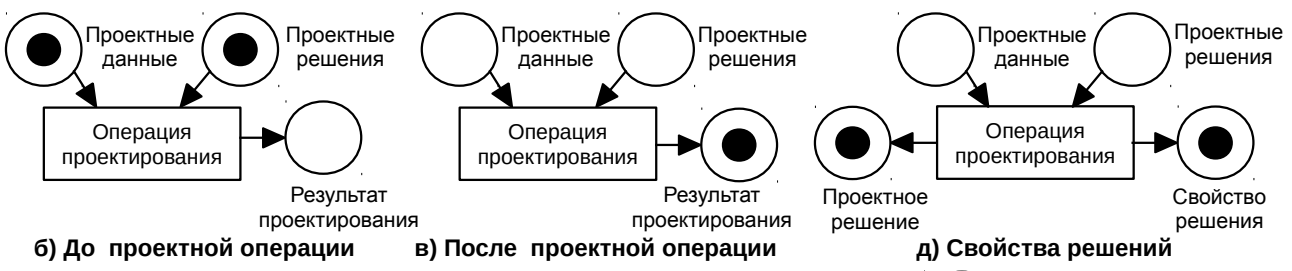 Проектные
данные
Проектные
решения
Операция
проектирования
Результат
проектирования
б) До проектной операции
Проектные
данные
Проектные
решения
Операция
проектирования
Результат
проектирования
в) После проектной операции
Проектные
данные
Проектные
решения
Операция
проектирования
Проектное
решение
Свойство
решения
д) Свойства решений